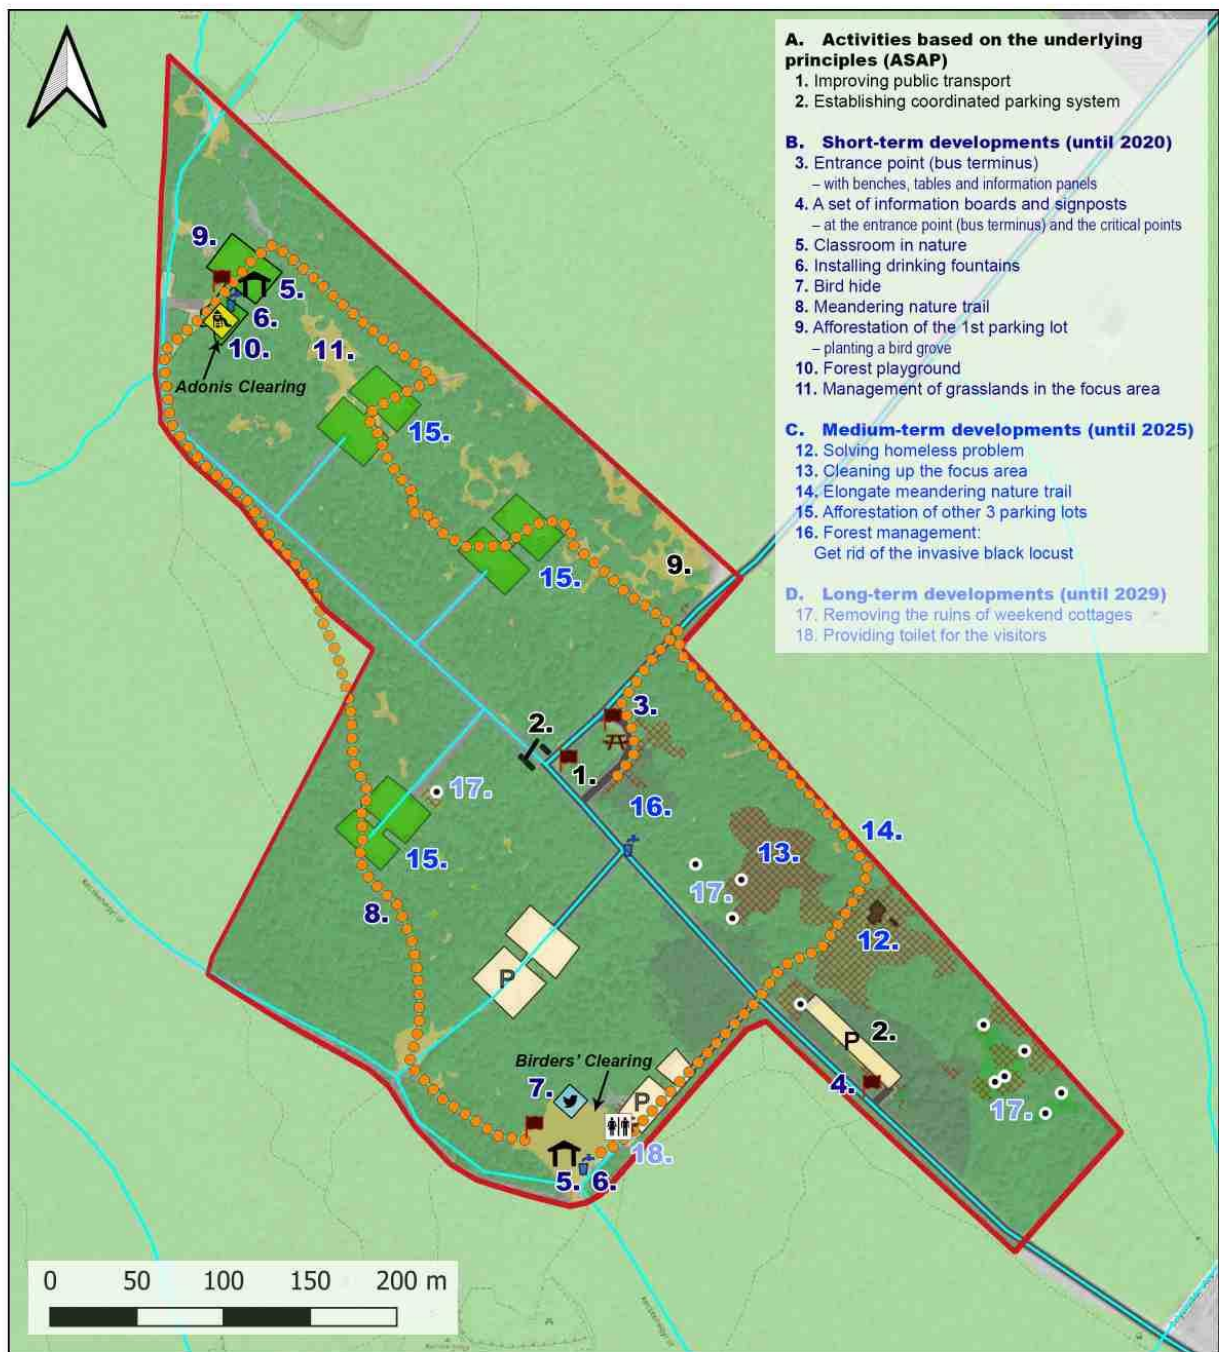 A. Activities based on the underlying
principles (ASAP)
1. Improving public transport
2. Establishing coordinated parking system
B. Short-term developments (until 2020)
3. Entrance point (bus terminus)
– with benches, tables and information panels
4. A set of information boards and signposts
– at the entrance point (bus terminus) and the critical points
5. Classroom in nature
6. Installing drinking fountains
7. Bird hide
8. Meandering nature trail
9. Afforestation of the 1st parking lot
– planting a bird grove
10. Forest playground
11. Management of grasslands in the focus area
C. Medium-term developments (until 2025)
12. Solving homeless problem
13. Cleaning up the focus area
14. Elongate meandering nature trail
15. Afforestation of other 3 parking lots
16. Forest management:
Get rid of the invasive black locust
D. Long-term developments (until 2029)
17. Removing the ruins of weekend cottages
18. Providing toilet for the visitors
9.
5.
6.
10.
11.
Adonis Clearing
15.
15.
9.
3.
2.
1.
17.
16.
14.
13.
15.
17.
8.
12.
P
2.
P
Birders' Clearing
7.
4.
P
17.
18.
5. 6.
0 50 100 150 200 m